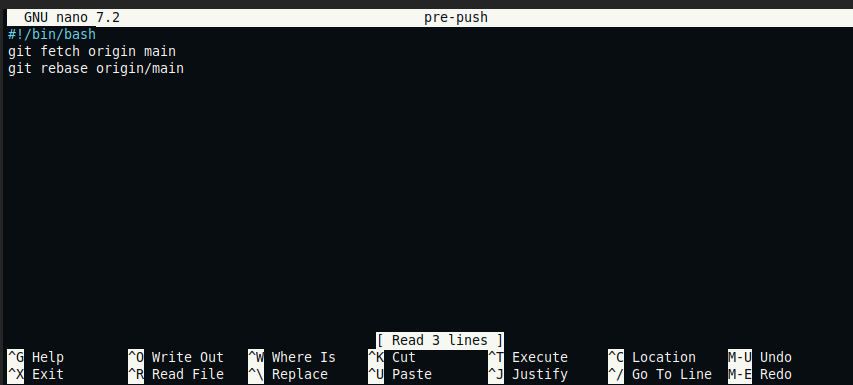 GNU nano 7.2 pre-push
#!/bin/bash
git fetch origin main
git rebase origin/main
[ Read 3 lines ]
^G Help ^O Write Out ^W Where Is ^K Cut ^T Execute ^C Location M-U Undo
^X Exit ^R Read File ^\ Replace ^U Paste ^J Justify ^/ Go To Line M-E Redo